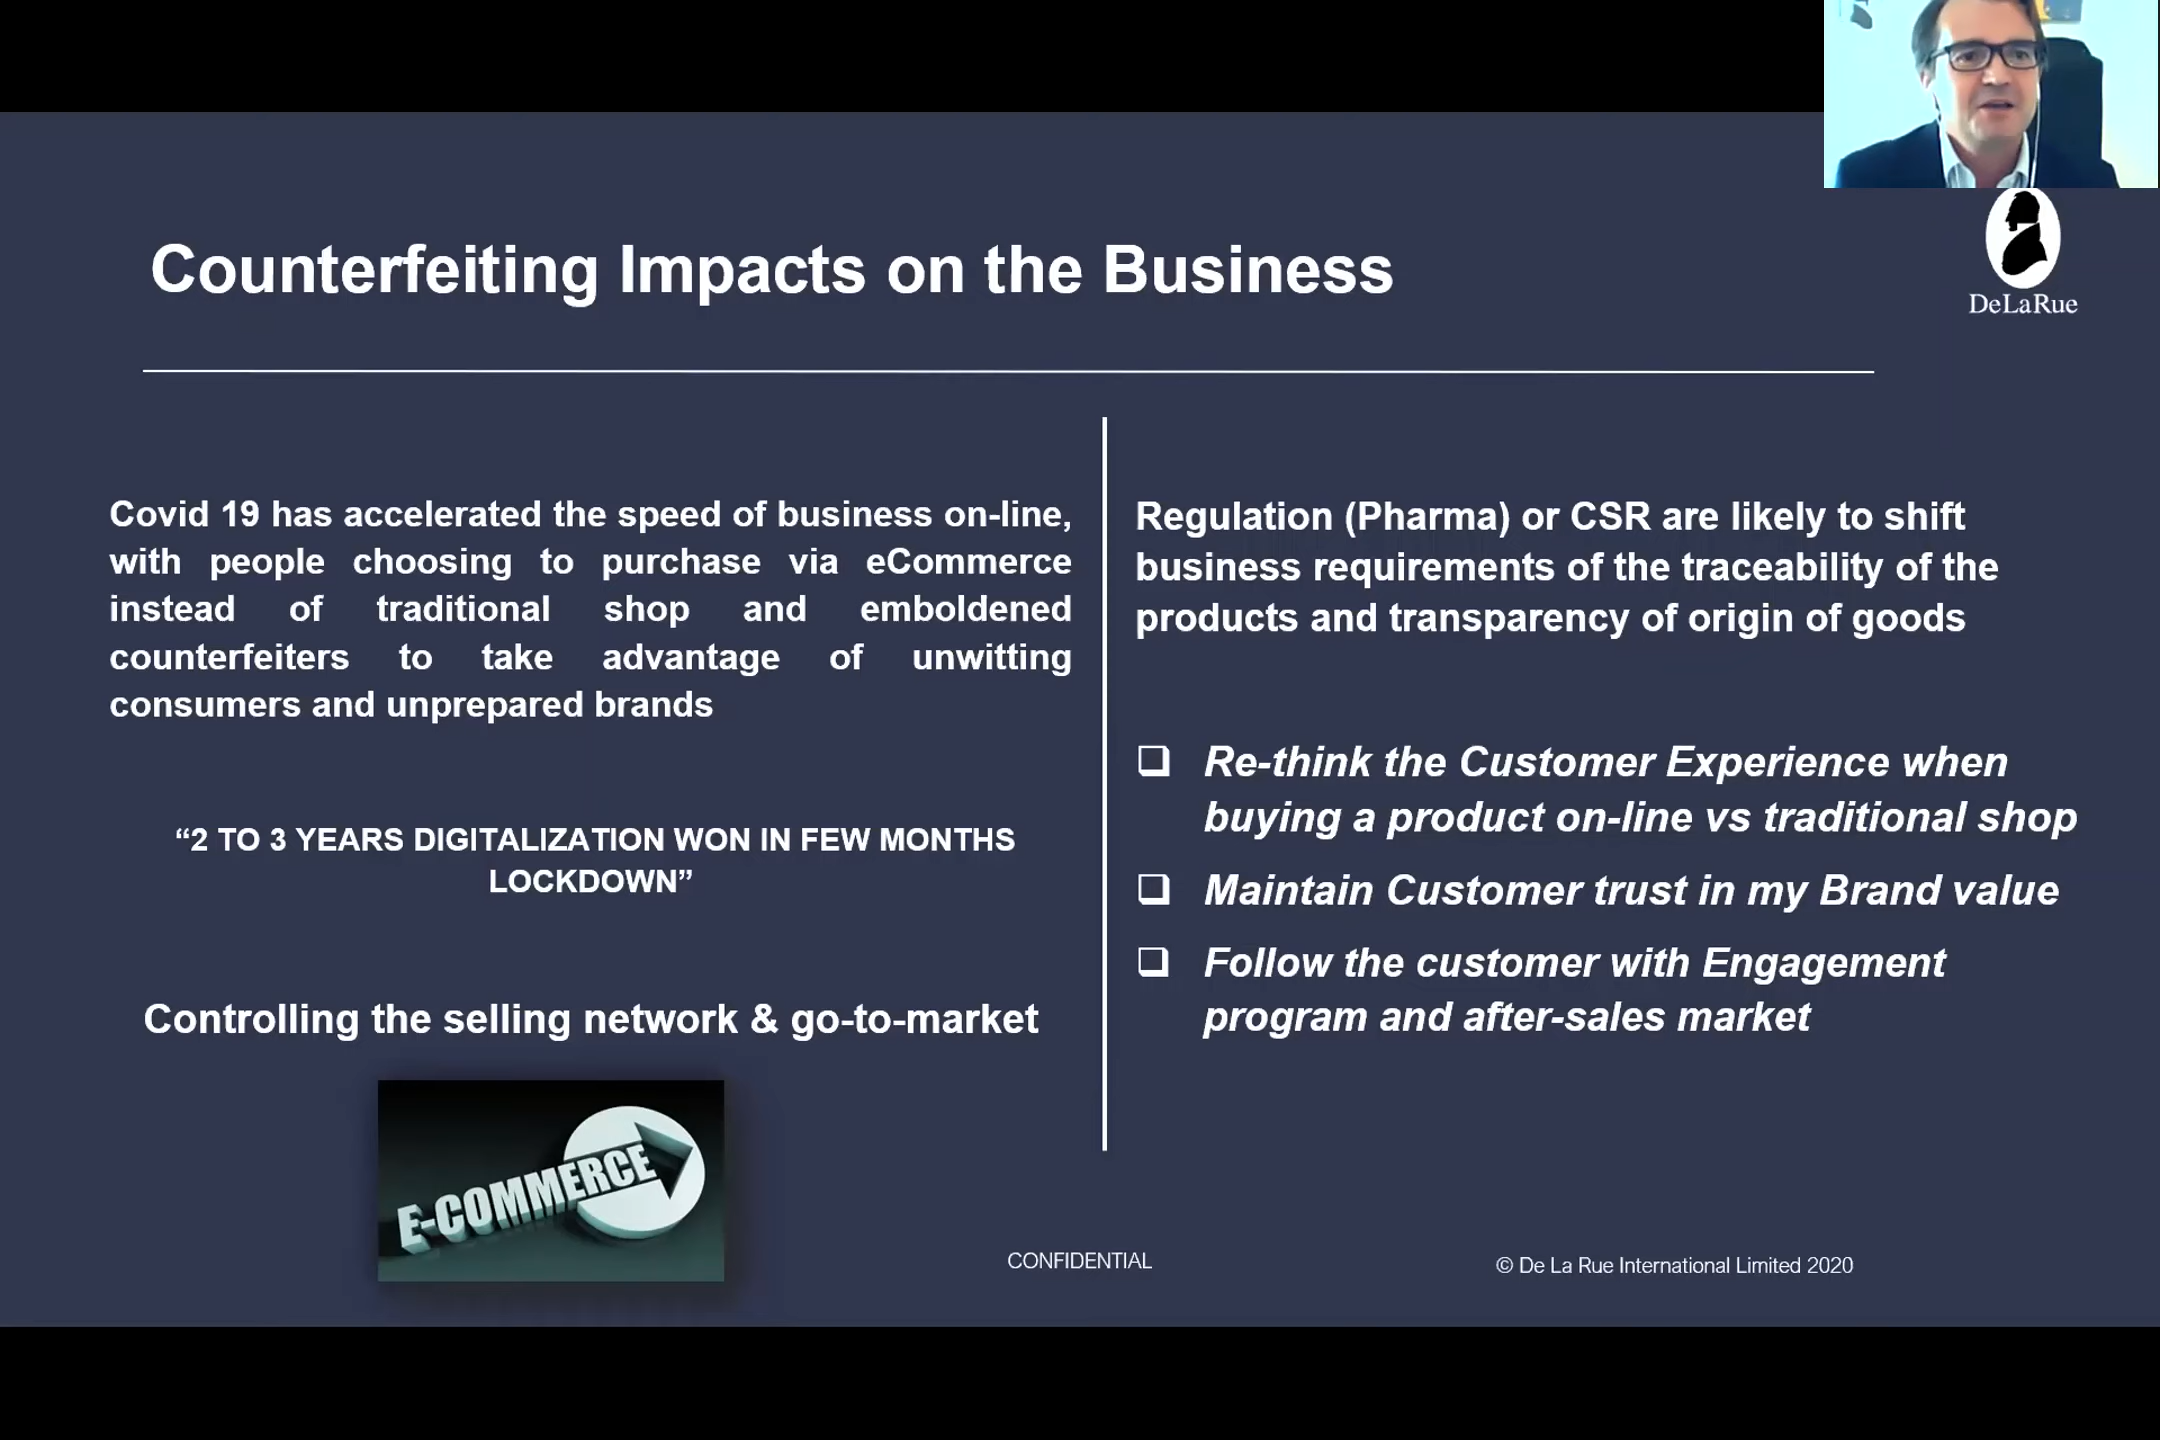 Counterfeiting Impacts on the Business
DeLaRue
Covid 19 has accelerated the speed of business on-line,
with people choosing to purchase via eCommerce
instead of traditional shop and emboldened
counterfeiters to take advantage of unwitting
consumers and unprepared brands
“2 TO 3 YEARS DIGITALIZATION WON IN FEW MONTHS
LOCKDOWN”
Controlling the selling network & go-to-market
E-COMMERCE
Regulation (Pharma) or CSR are likely to shift
business requirements of the traceability of the
products and transparency of origin of goods
❑ Re-think the Customer Experience when
buying a product on-line vs traditional shop
❑ Maintain Customer trust in my Brand value
❑ Follow the customer with Engagement
program and after-sales market
CONFIDENTIAL
© De La Rue International Limited 2020